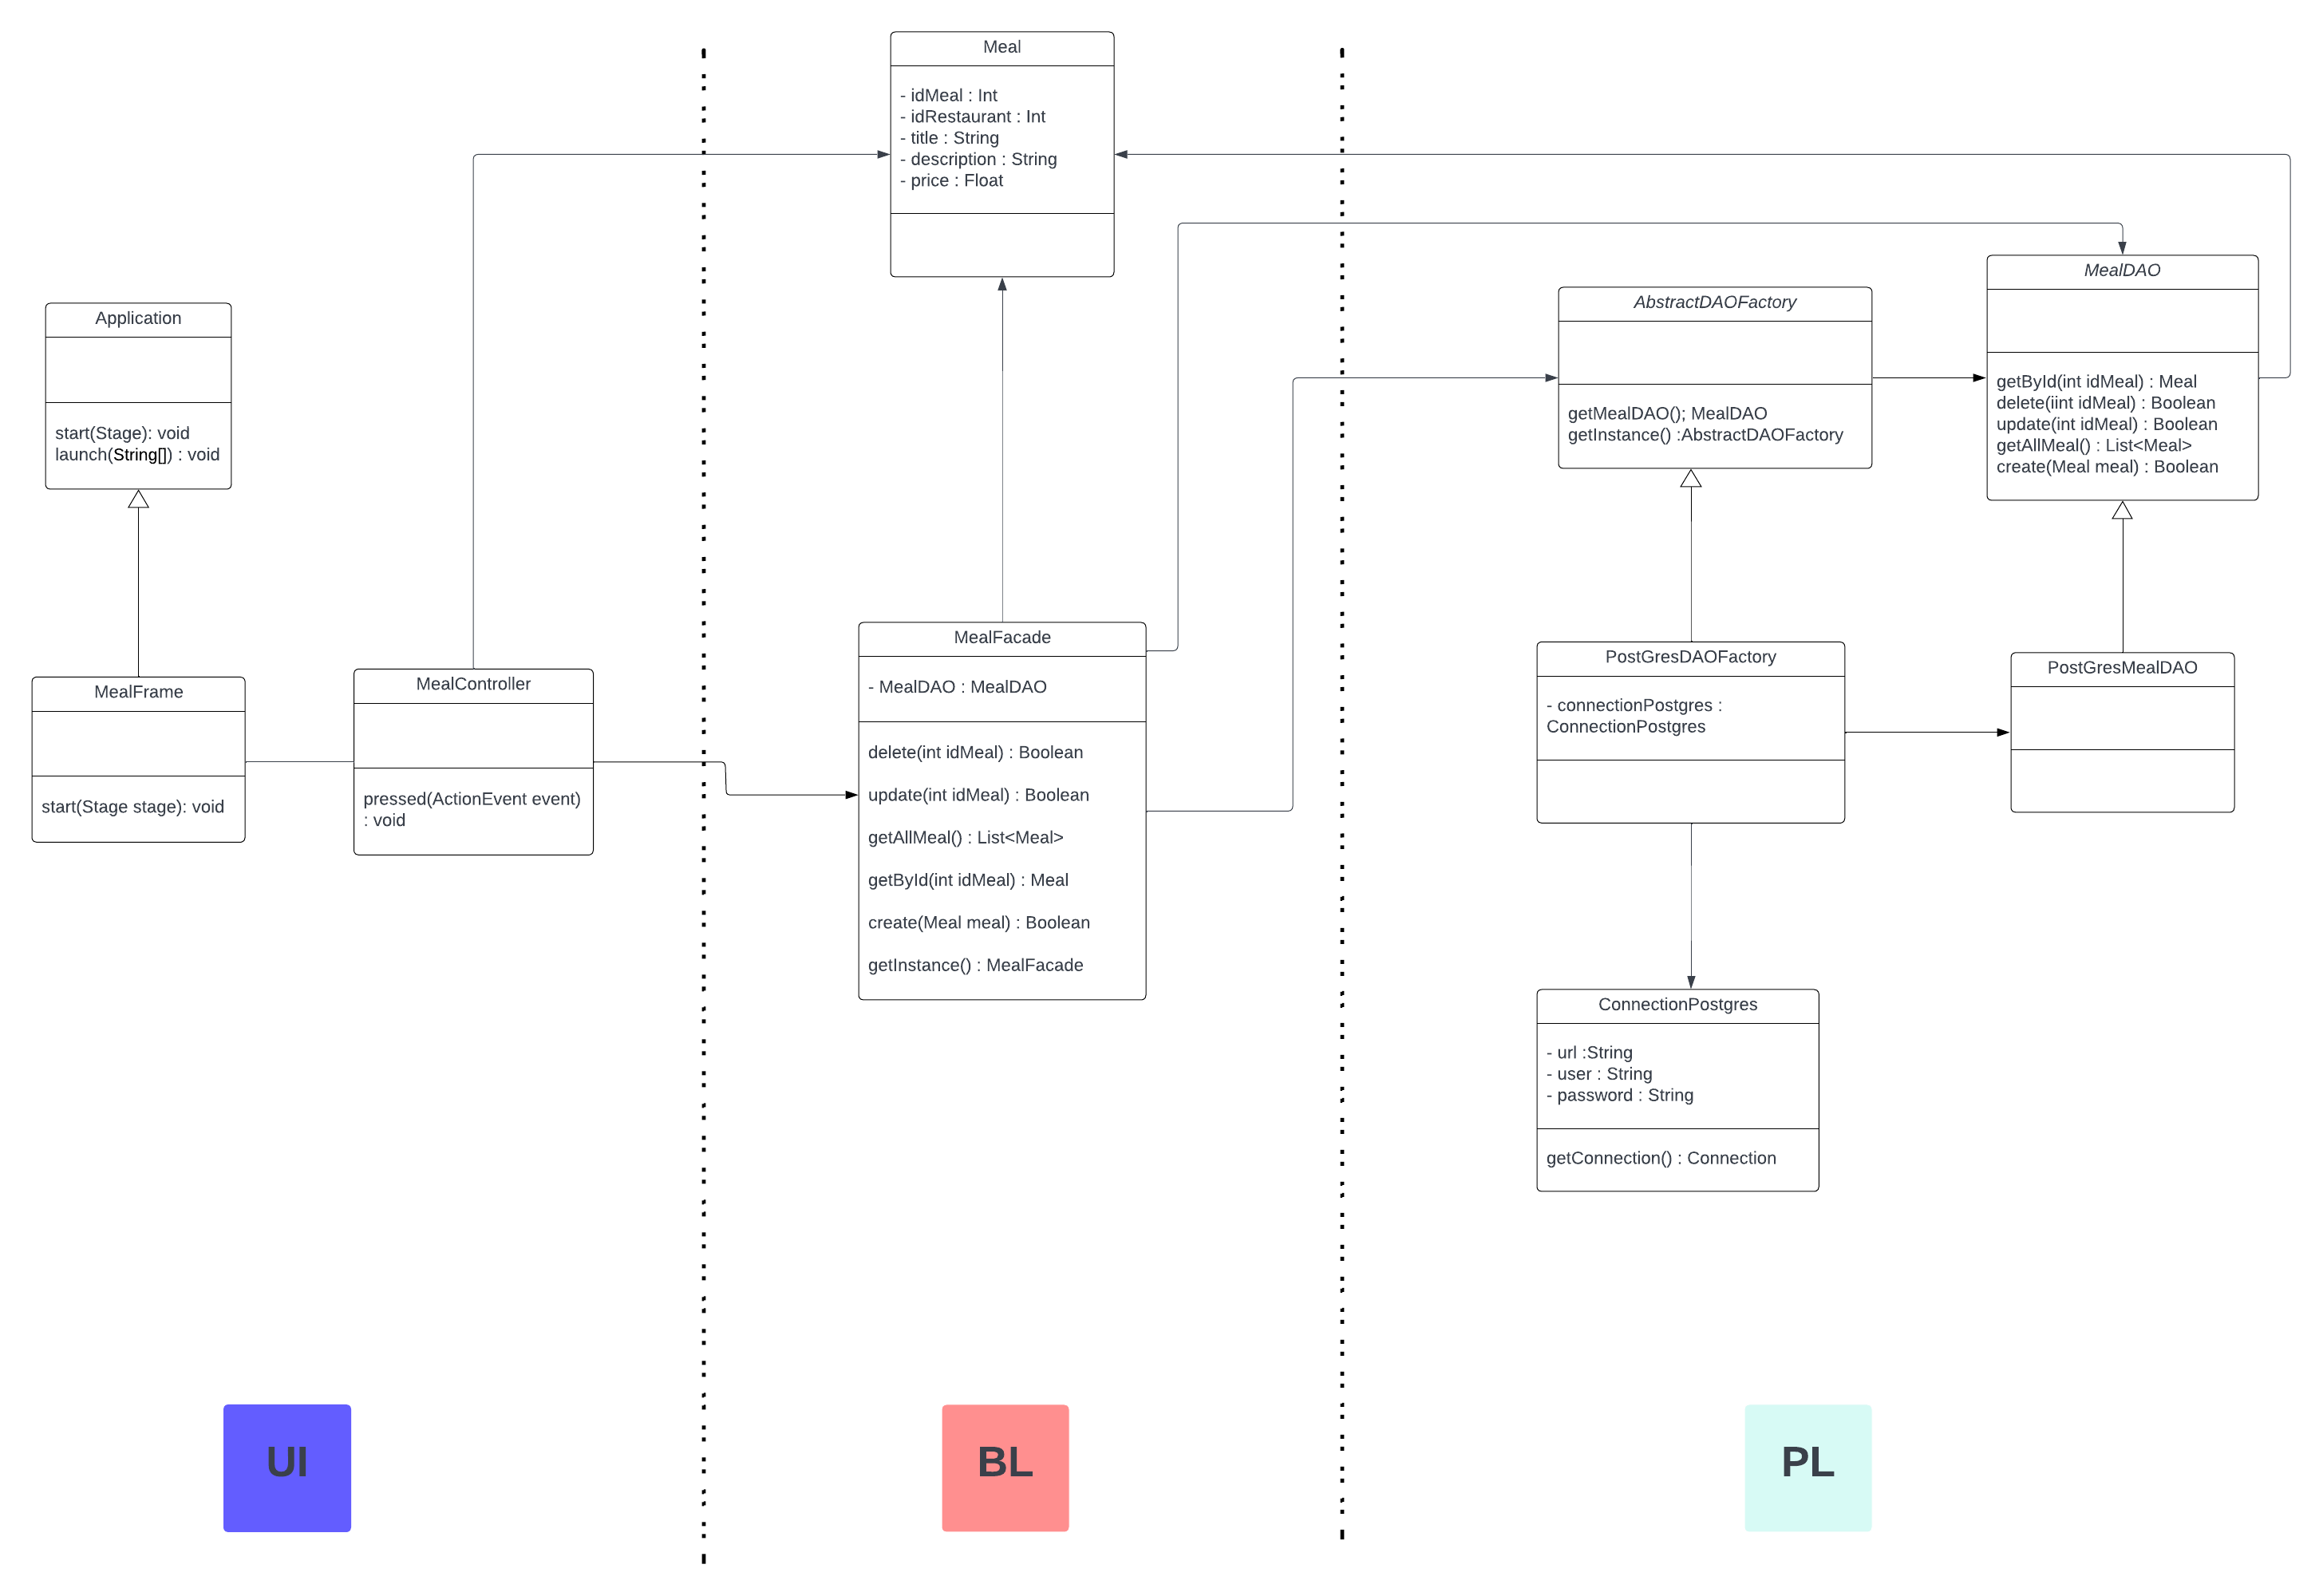 Meal
- idMeal : Int
- idRestaurant : Int
- title : String
- description : String
- price : Float
Application
start(Stage): void
launch(String[]) : void
MealFrame
start(Stage stage): void
MealController
pressed(ActionEvent event)
: void
MealFacade
- MealDAO : MealDAO
delete(int idMeal) : Boolean
update(int idMeal) : Boolean
getAllMeal() : List<Meal>
getById(int idMeal) : Meal
create(Meal meal) : Boolean
getInstance() : MealFacade
AbstractDAOFactory
getMealDAO(); MealDAO
getInstance() :AbstractDAOFactory
MealDAO
getById(int idMeal) : Meal
delete(iint idMeal) : Boolean
update(int idMeal) : Boolean
getAllMeal() : List<Meal>
create(Meal meal) : Boolean
PostGresDAOFactory
- connectionPostgres :
ConnectionPostgres
PostGresMealDAO
ConnectionPostgres
- url :String
- user : String
- password : String
getConnection() : Connection
UI
BL
PL